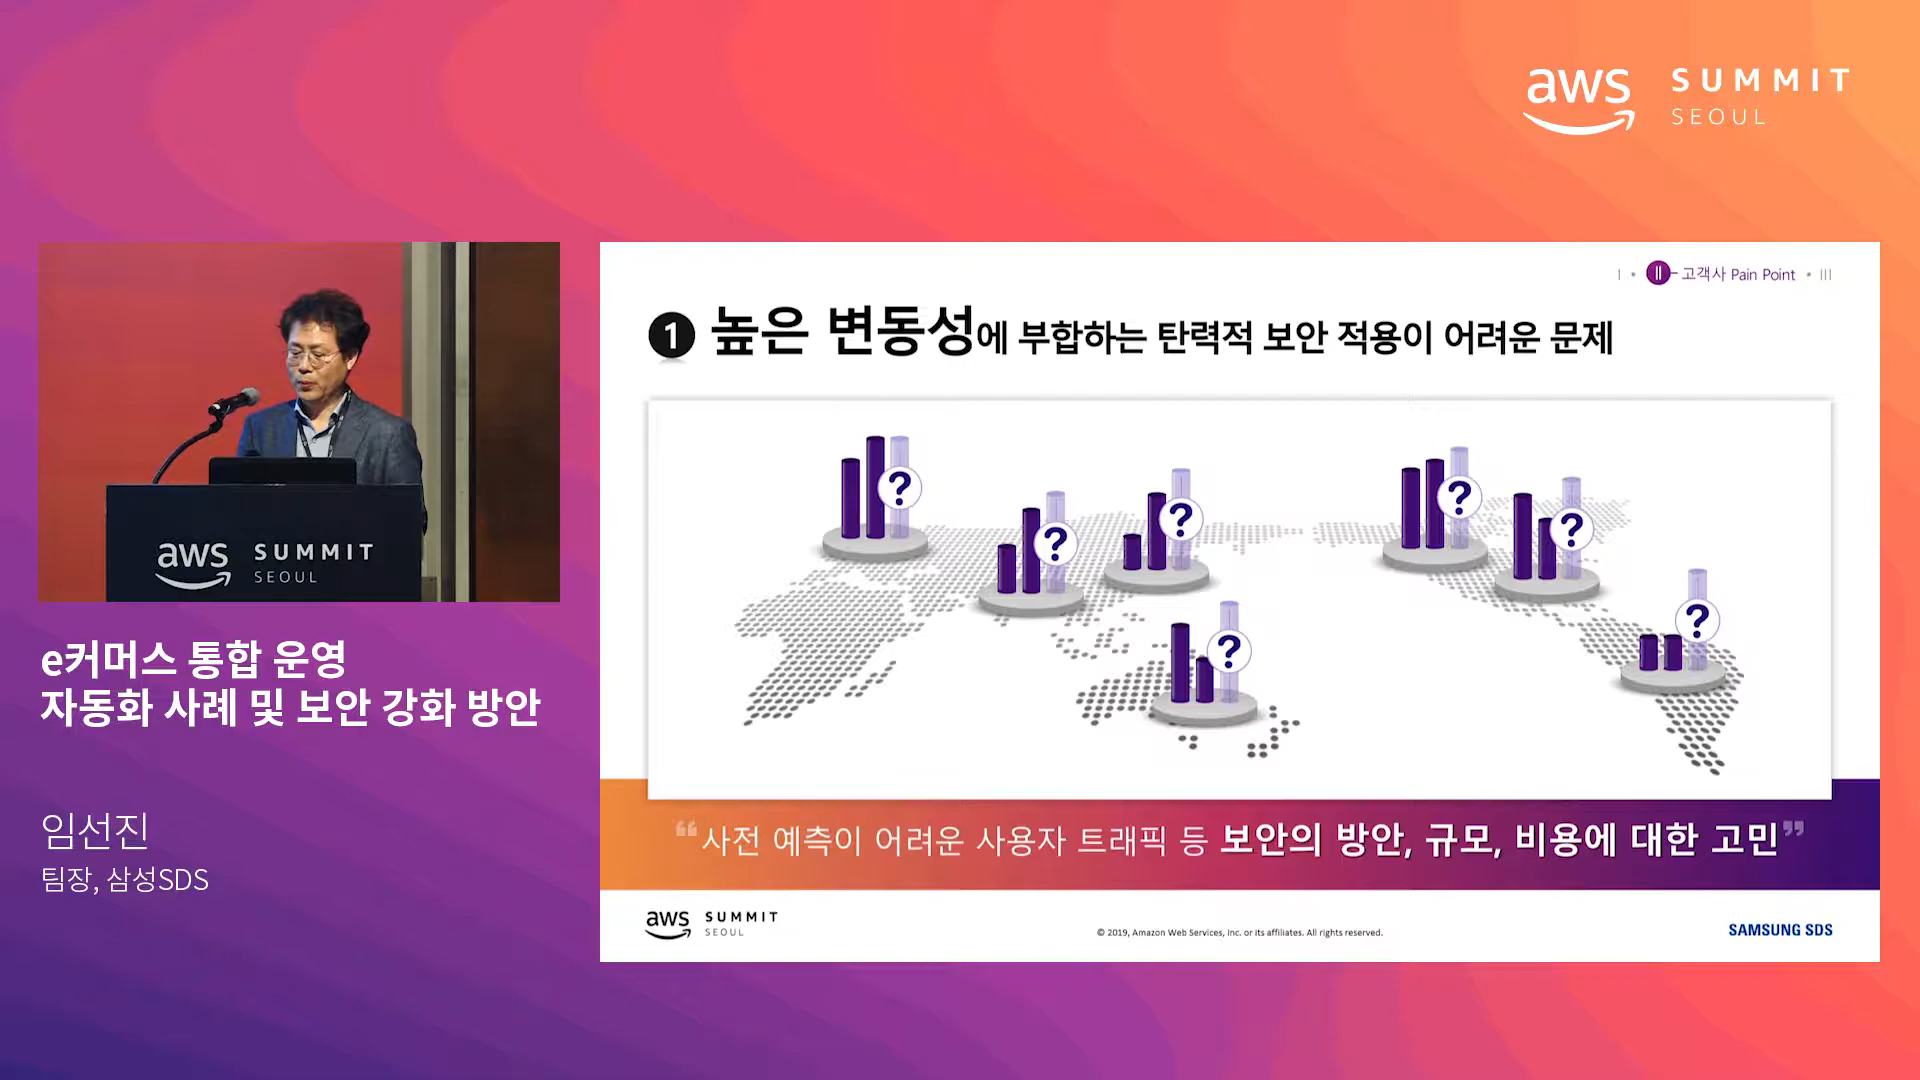 aws SUMMIT
SEOUL
aws SUMMIT
SEOUL
e커머스 통합 운영
자동화 사례 및 보안 강화 방안
임선진
팀장, 삼성SDS
I • II 고객사 Pain Point • III
1 높은 변동성에 부합하는 탄력적 보안 적용이 어려운 문제
?
?
?
?
?
?
?
“사전 예측이 어려운 사용자 트래픽 등 보안의 방안, 규모, 비용에 대한 고민”
aws SUMMIT
SEOUL
© 2019, Amazon Web Services, Inc. or its affiliates. All rights reserved.
SAMSUNG SDS